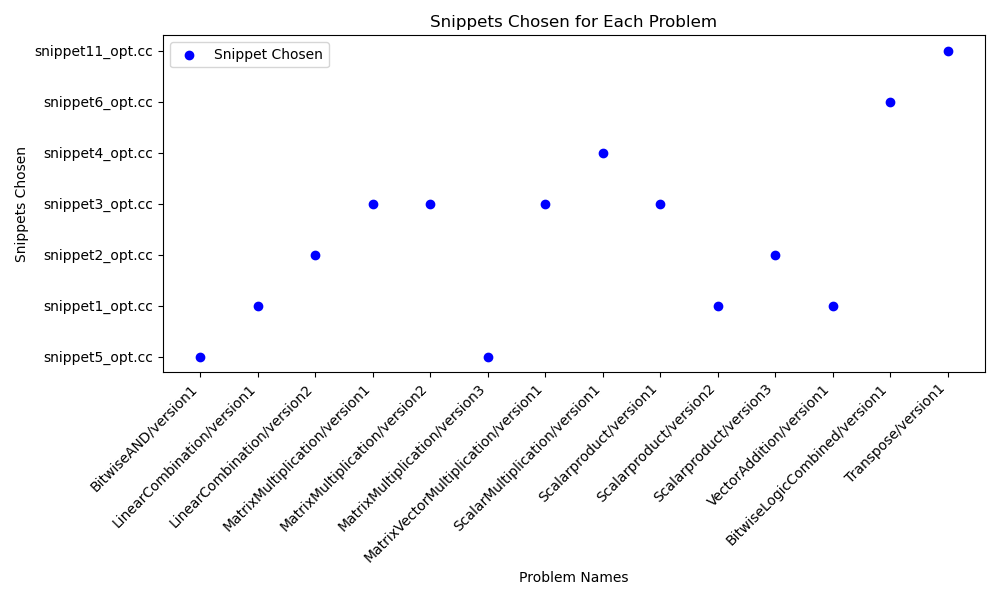 Snippets Chosen for Each Problem
Snippet Chosen
Snippets Chosen
snippet11_opt.cc
snippet6_opt.cc
snippet4_opt.cc
snippet3_opt.cc
snippet2_opt.cc
snippet1_opt.cc
snippet5_opt.cc
BitwiseAND/version1
LinearCombination/version1
LinearCombination/version2
MatrixMultiplication/version1
MatrixMultiplication/version2
MatrixMultiplication/version3
MatrixVectorMultiplication/version1
ScalarMultiplication/version1
Scalarproduct/version1
Scalarproduct/version2
Scalarproduct/version3
VectorAddition/version1
BitwiseLogicCombined/version1
Transpose/version1
Problem Names